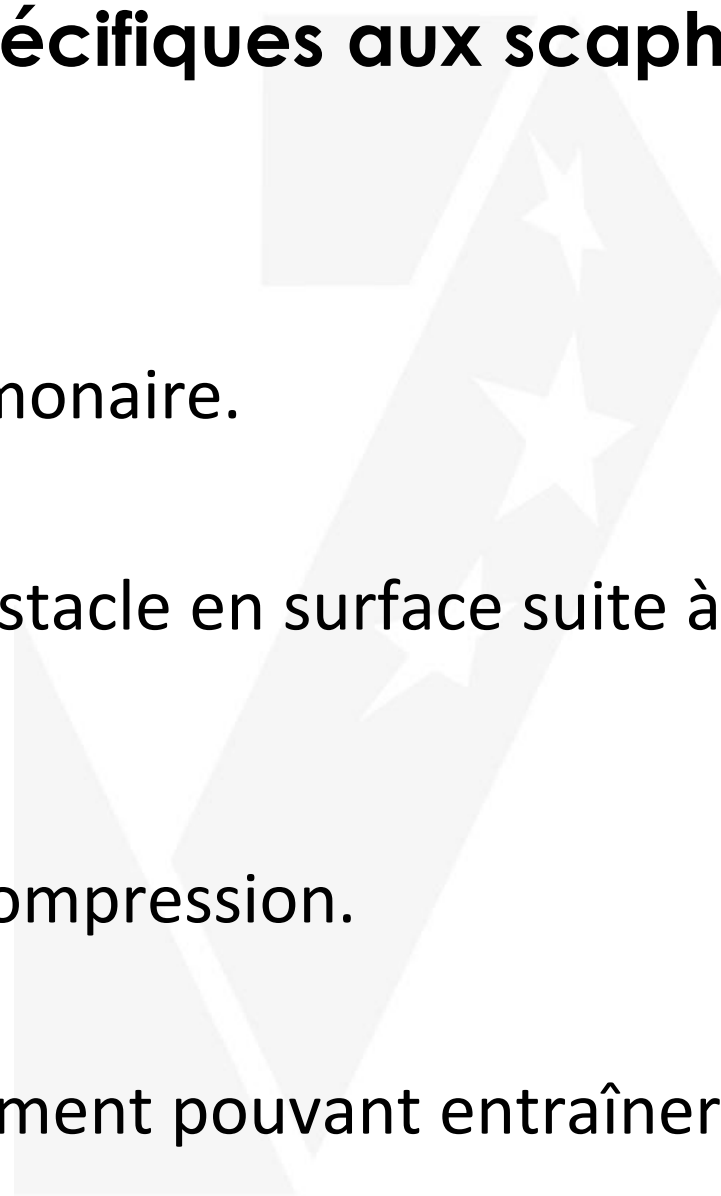 écifiques aux scaph
monaire.
stacle en surface suite à
ompression.
ment pouvant entraîner